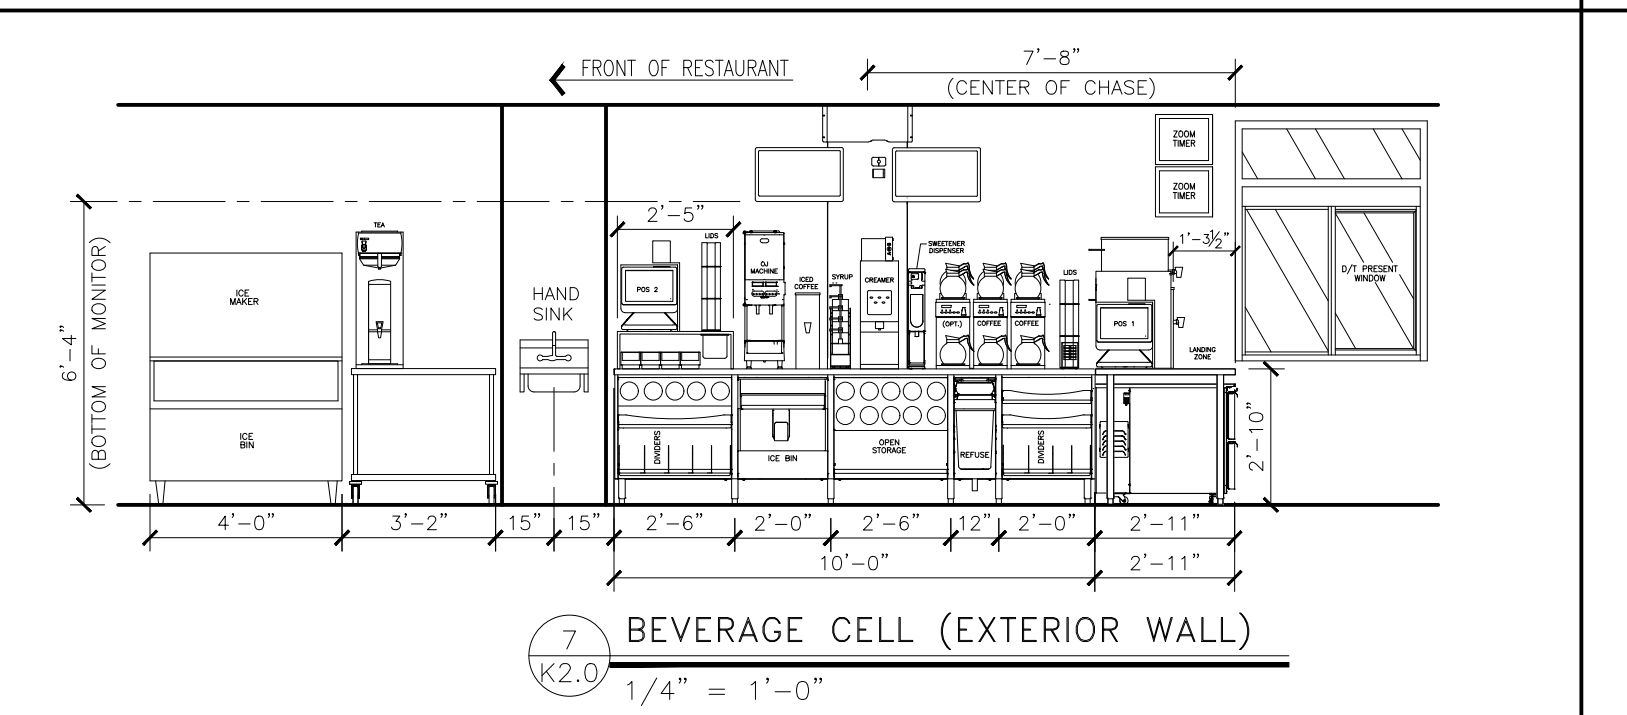 7'-8"
FRONT OF RESTAURANT
(CENTER OF CHASE)
ZOOM
TIMER
ZOOM
TIMER
2'-5"
TEA
LIDS
SWEETENER
DISPENSER
1'-3½"
6'-4"
(BOTTOM OF MONITOR)
OJ
MACHINE
ICED
COFFEE
SYRUP
CREAMER
LIDS
D/T PRESENT
WINDOW
ICE
MAKER
HAND
SINK
POS 2
(OPT.)
COFFEE
COFFEE
POS 1
LANDING
ZONE
ICE
BIN
DIVIDERS
ICE BIN
OPEN
STORAGE
REFUSE
DIVIDERS
2'-10"
4'-0"
3'-2"
15"
15"
2'-6"
2'-0"
2'-6"
12"
2'-0"
2'-11"
10'-0"
2'-11"
7
K2.0
BEVERAGE CELL (EXTERIOR WALL)
1/4" = 1'-0"